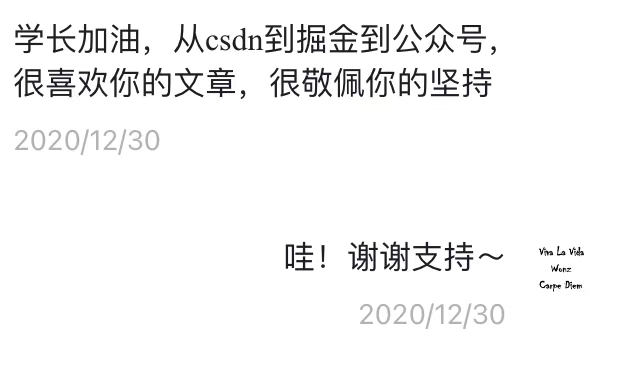 学长加油，从csdn到掘金到公众号，
很喜欢你的文章，很敬佩你的坚持
2020/12/30
哇！谢谢支持～
2020/12/30
Viva La Vida
Wonz
Carpe Diem